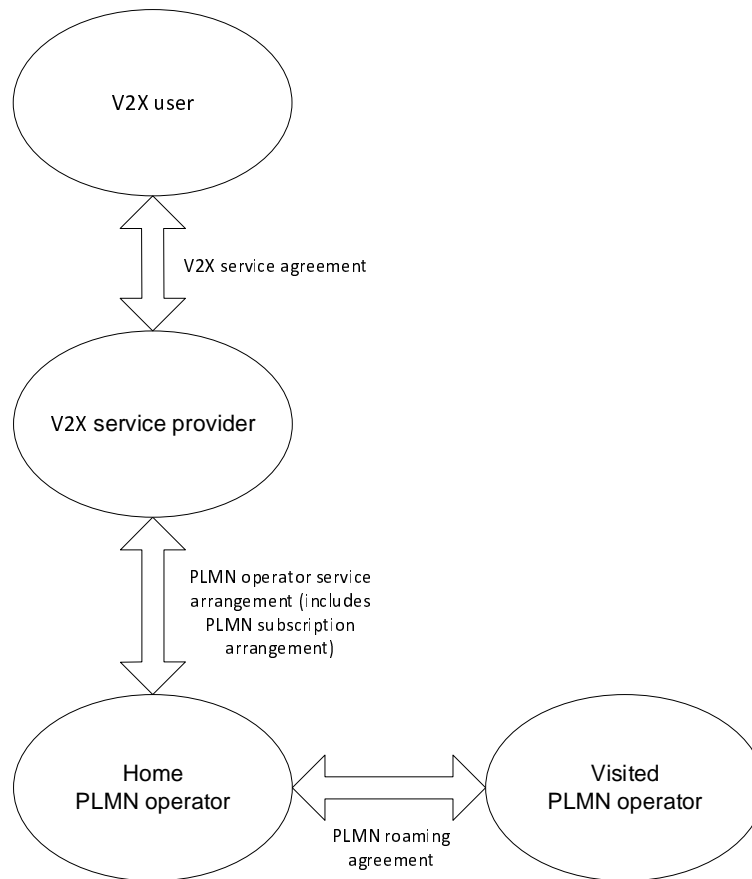 V2X user
V2X service agreement
V2X service provider
PLMN operator service
arrangement (includes
PLMN subscription
arrangement)
Home
PLMN operator
Visited
PLMN operator
PLMN roaming
agreement